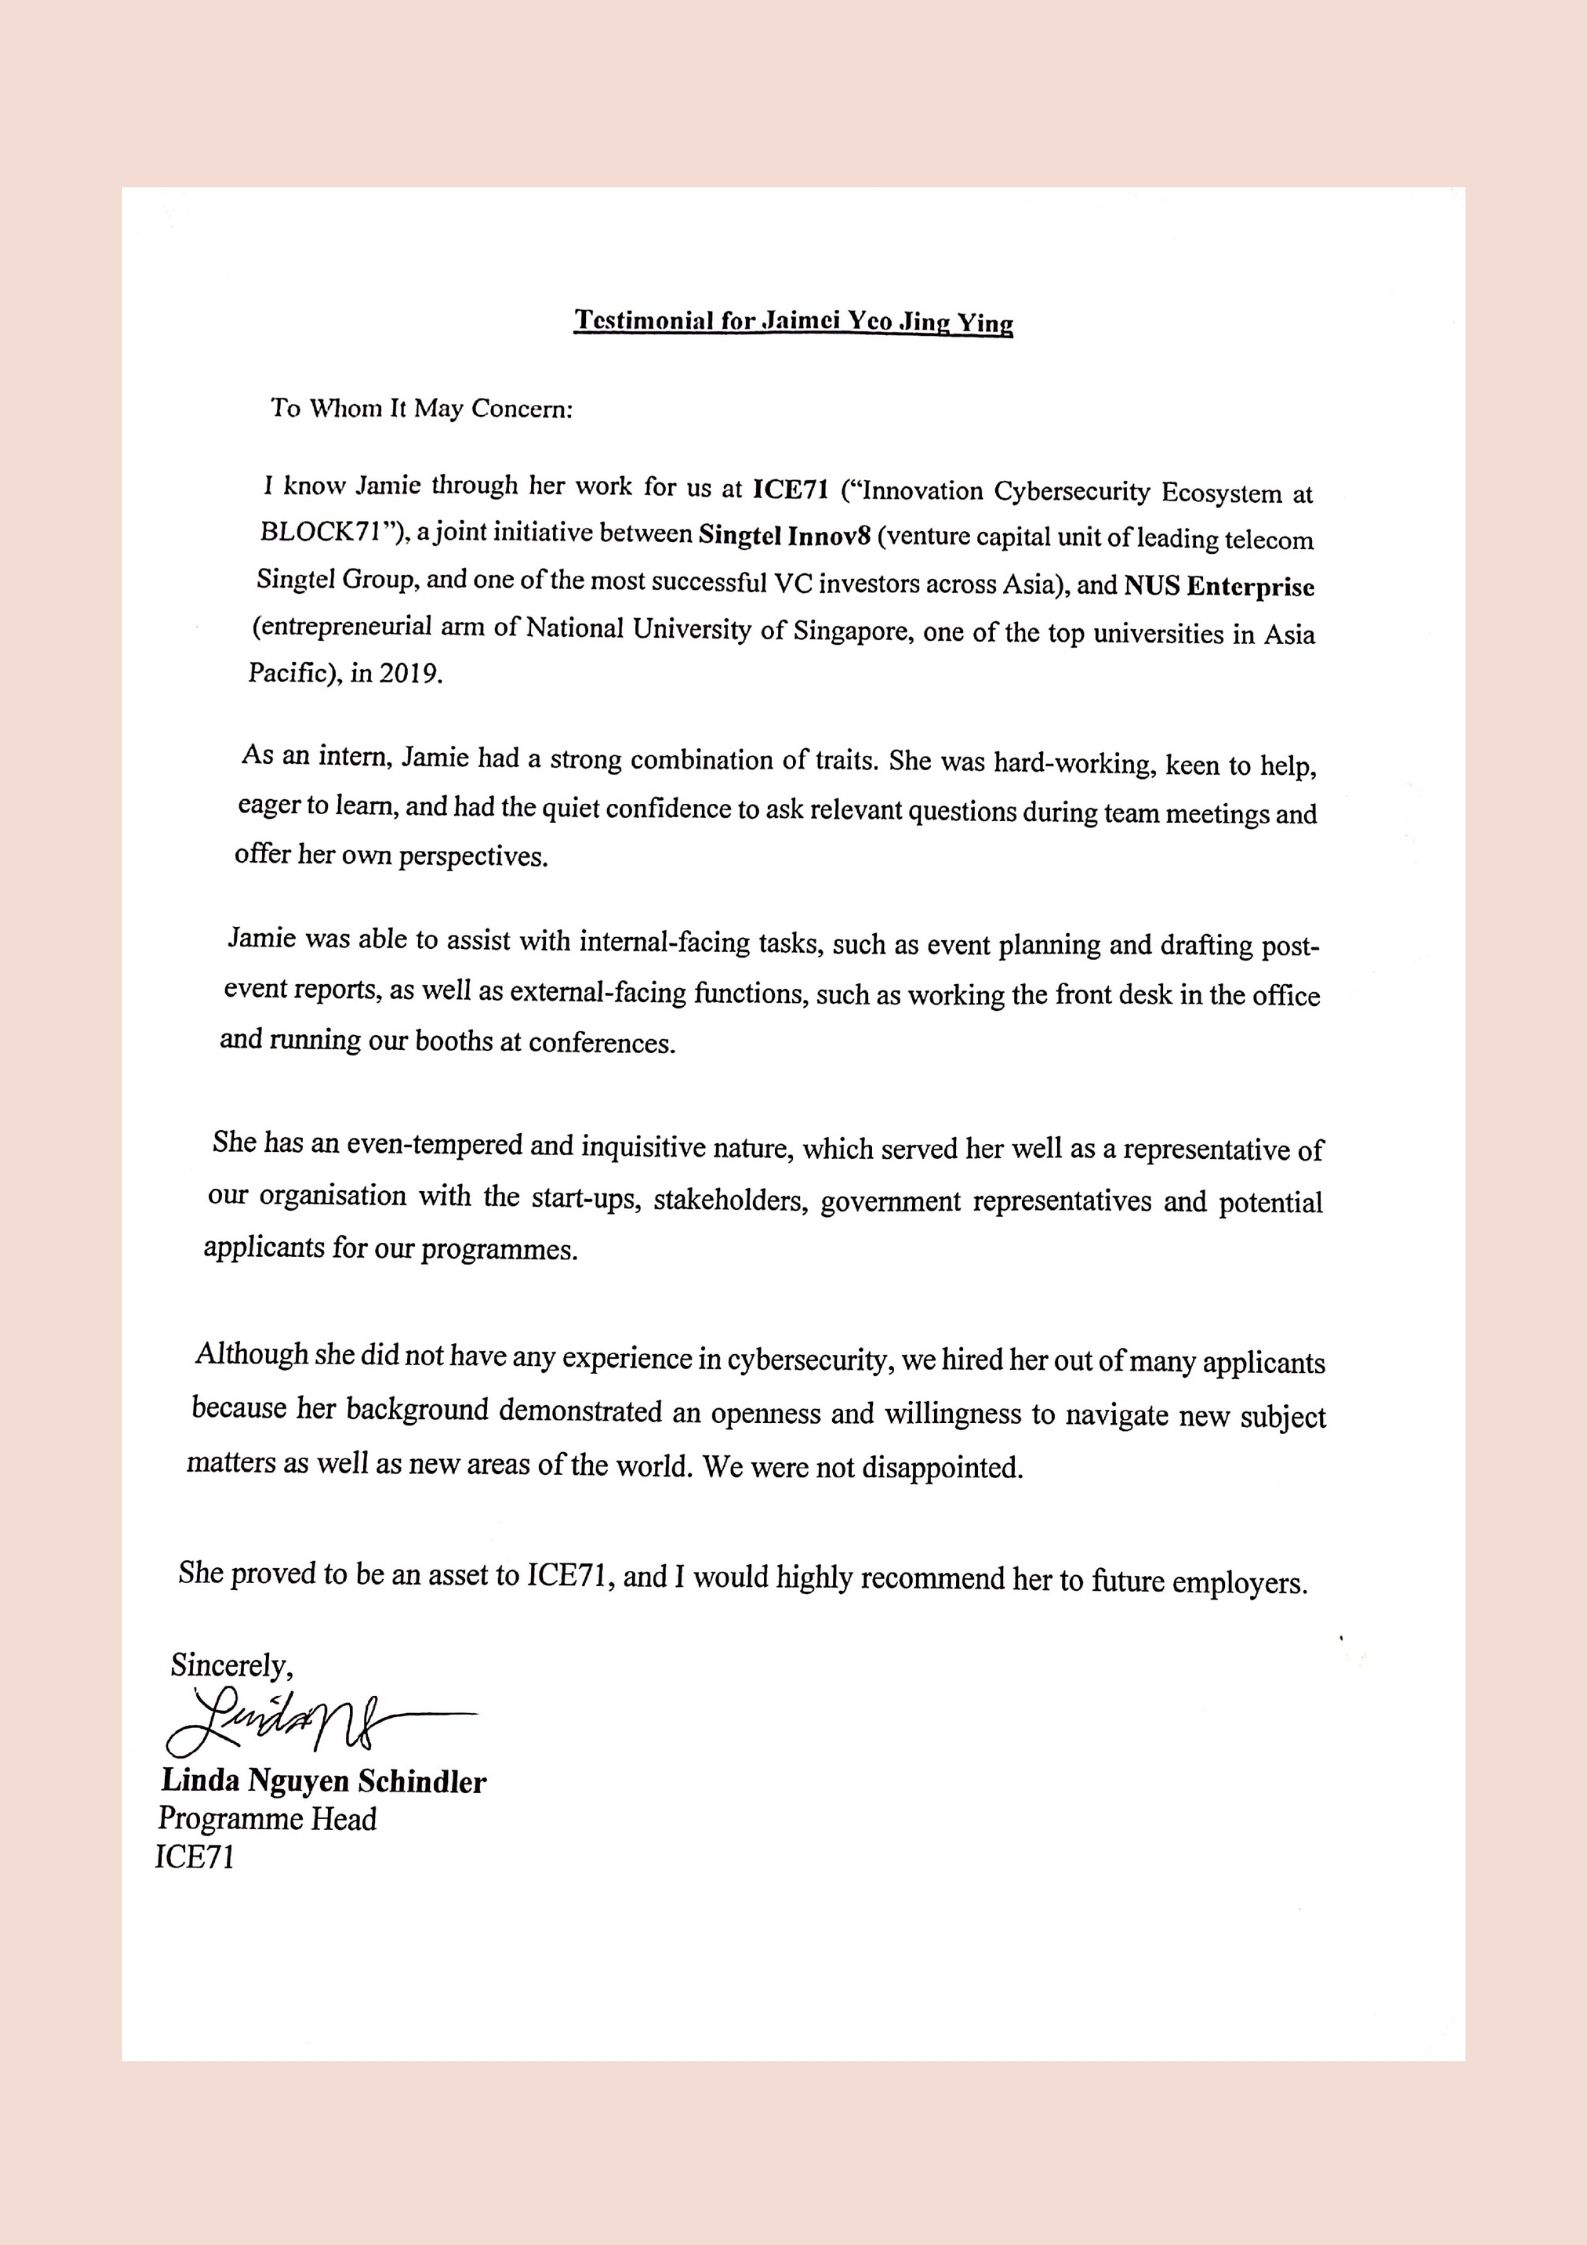 Testimonial for Jaimei Yeo Jing Ying
To Whom It May Concern:
I know Jamie through her work for us at ICE71 (“Innovation Cybersecurity Ecosystem at
BLOCK71”), a joint initiative between Singtel Innov8 (venture capital unit of leading telecom
Singtel Group, and one of the most successful VC investors across Asia), and NUS Enterprise
(entrepreneurial arm of National University of Singapore, one of the top universities in Asia
Pacific), in 2019.
As an intern, Jamie had a strong combination of traits. She was hard-working, keen to help,
eager to learn, and had the quiet confidence to ask relevant questions during team meetings and
offer her own perspectives.
Jamie was able to assist with internal-facing tasks, such as event planning and drafting post-
event reports, as well as external-facing functions, such as working the front desk in the office
and running our booths at conferences.
She has an even-tempered and inquisitive nature, which served her well as a representative of
our organisation with the start-ups, stakeholders, government representatives and potential
applicants for our programmes.
Although she did not have any experience in cybersecurity, we hired her out of many applicants
because her background demonstrated an openness and willingness to navigate new subject
matters as well as new areas of the world. We were not disappointed.
She proved to be an asset to ICE71, and I would highly recommend her to future employers.
Sincerely,
Linda Nguyen Schindler
Programme Head
ICE71